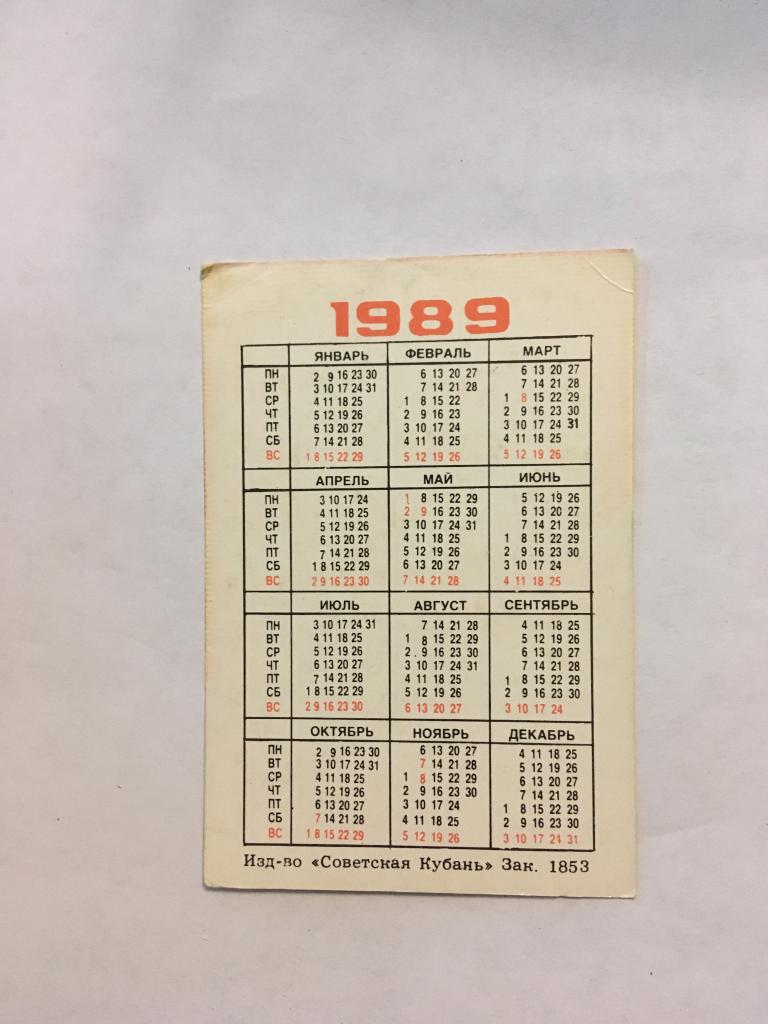 1989
ЯНВАРЬ ФЕВРАЛЬ МАРТ
ПН 2 9 16 23 30 6 13 20 27 6 13 20 27
ВТ 3 10 17 24 31 7 14 21 28 7 14 21 28
СР 4 11 18 25 1 8 15 22 1 8 15 22 29
ЧТ 5 12 19 26 2 9 16 23 2 9 16 23 30
ПТ 6 13 20 27 3 10 17 24 3 10 17 24 31
СБ 7 14 21 28 4 11 18 25 4 11 18 25
ВС 1 8 15 22 29 5 12 19 26 5 12 19 26
АПРЕЛЬ МАЙ ИЮНЬ
ПН 3 10 17 24 1 8 15 22 29 5 12 19 26
ВТ 4 11 18 25 2 9 16 23 30 6 13 20 27
СР 5 12 19 26 3 10 17 24 31 7 14 21 28
ЧТ 6 13 20 27 4 11 18 25 1 8 15 22 29
ПТ 7 14 21 28 5 12 19 26 2 9 16 23 30
СБ 1 8 15 22 29 6 13 20 27 3 10 17 24
ВС 2 9 16 23 30 7 14 21 28 4 11 18 25
ИЮЛЬ АВГУСТ СЕНТЯБРЬ
ПН 3 10 17 24 31 7 14 21 28 4 11 18 25
ВТ 4 11 18 25 1 8 15 22 29 5 12 19 26
СР 5 12 19 26 2 . 9 16 23 30 6 13 20 27
ЧТ 6 13 20 27 3 10 17 24 31 7 14 21 28
ПТ 7 14 21 28 4 11 18 25 1 8 15 22 29
СБ 1 8 15 22 29 5 12 19 26 2 9 16 23 30
ВС 2 9 16 23 30 6 13 20 27 3 10 17 24
ОКТЯБРЬ НОЯБРЬ ДЕКАБРЬ
ПН 2 9 16 23 30 6 13 20 27 4 11 18 25
ВТ 3 10 17 24 31 7 14 21 28 5 12 19 26
СР 4 11 18 25 1 8 15 22 29 6 13 20 27
ЧТ 5 12 19 26 2 9 16 23 30 7 14 21 28
ПТ 6 13 20 27 3 10 17 24 1 8 15 22 29
СБ 7 14 21 28 4 11 18 25 2 9 16 23 30
ВС 1 8 15 22 29 5 12 19 26 3 10 17 24 31
Изд-во «Советская Кубань» Зак. 1853